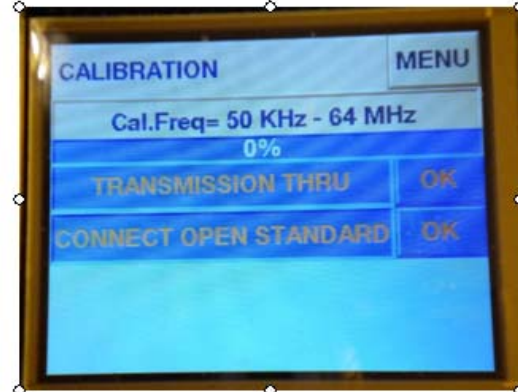 CALIBRATION MENU
Cal.Freq= 50 KHz - 64 MHz
0%
TRANSMISSION THRU OK
CONNECT OPEN STANDARD OK